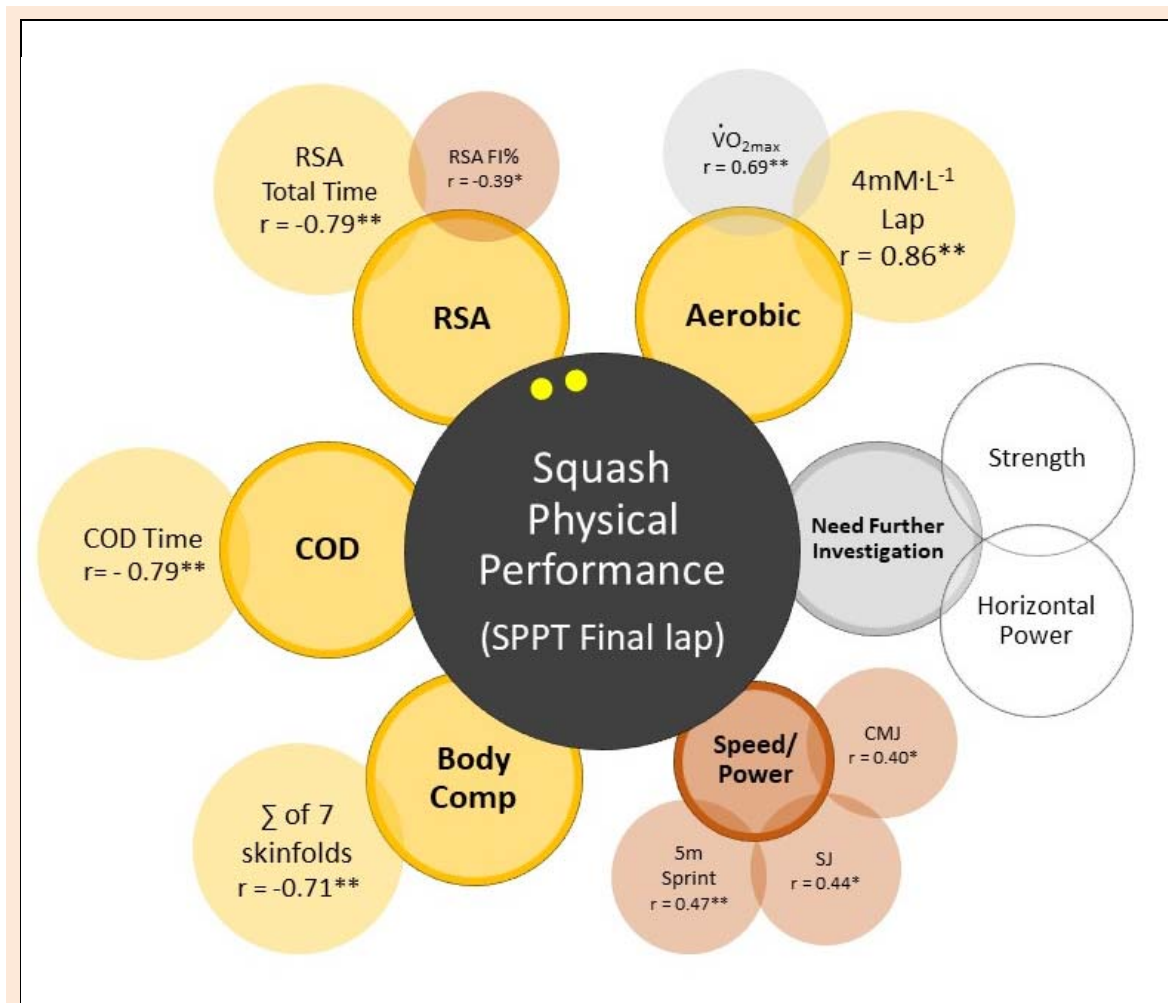 RSA
Total Time
r = -0.79**
RSA FI%
r = -0.39*
V̇O2max
r = 0.69**
4mM·L-1
Lap
r = 0.86**
RSA
Aerobic
Squash
Physical
Performance
(SPPT Final lap)
COD Time
r= - 0.79**
COD
Need Further
Investigation
Strength
Horizontal
Power
Body
Comp
∑ of 7
skinfolds
r = -0.71**
Speed/
Power
CMJ
r = 0.40*
5m
Sprint
r = 0.47**
SJ
r = 0.44*